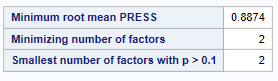 Minimum root mean PRESS 0.8874
Minimizing number of factors 2
Smallest number of factors with p > 0.1 2